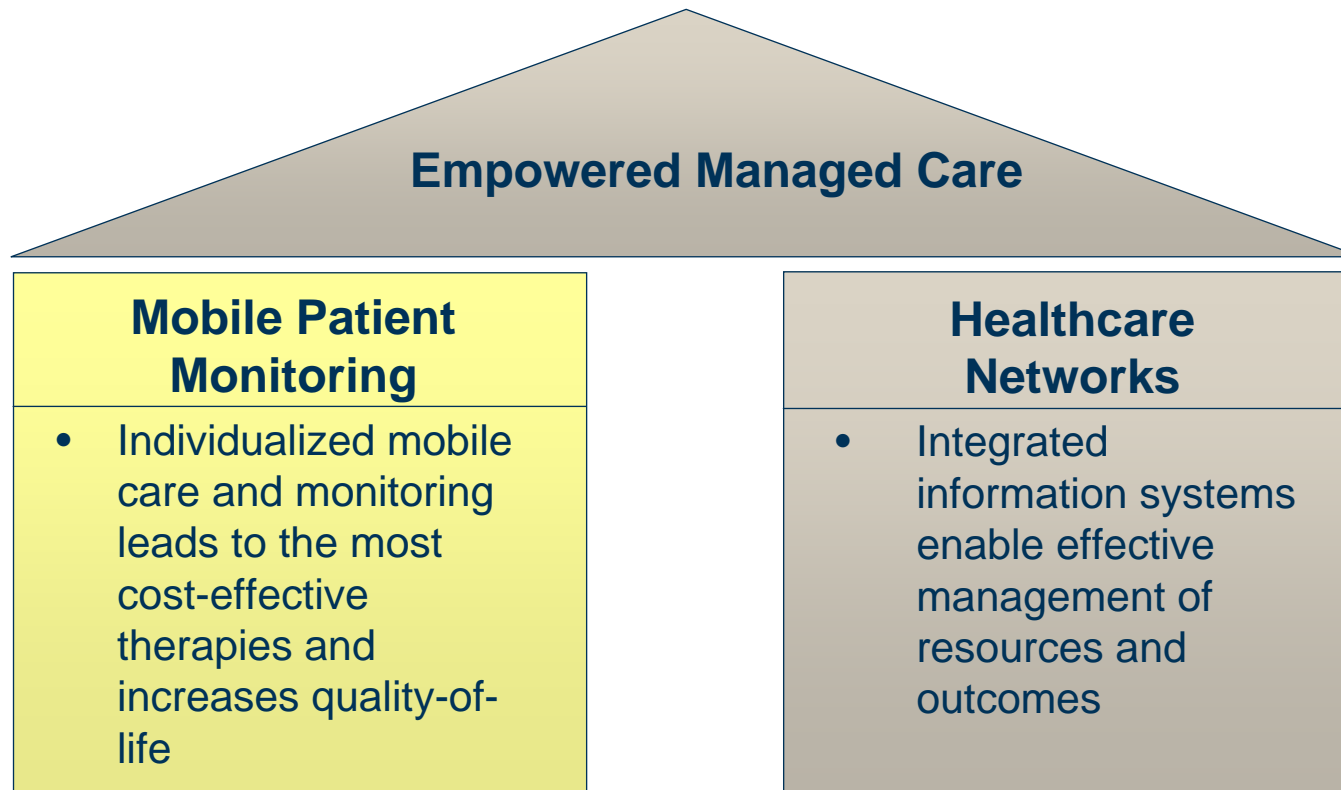 Empowered Managed Care
Mobile Patient
Monitoring
• Individualized mobile
care and monitoring
leads to the most
cost-effective
therapies and
increases quality-of-
life
Healthcare
Networks
• Integrated
information systems
enable effective
management of
resources and
outcomes